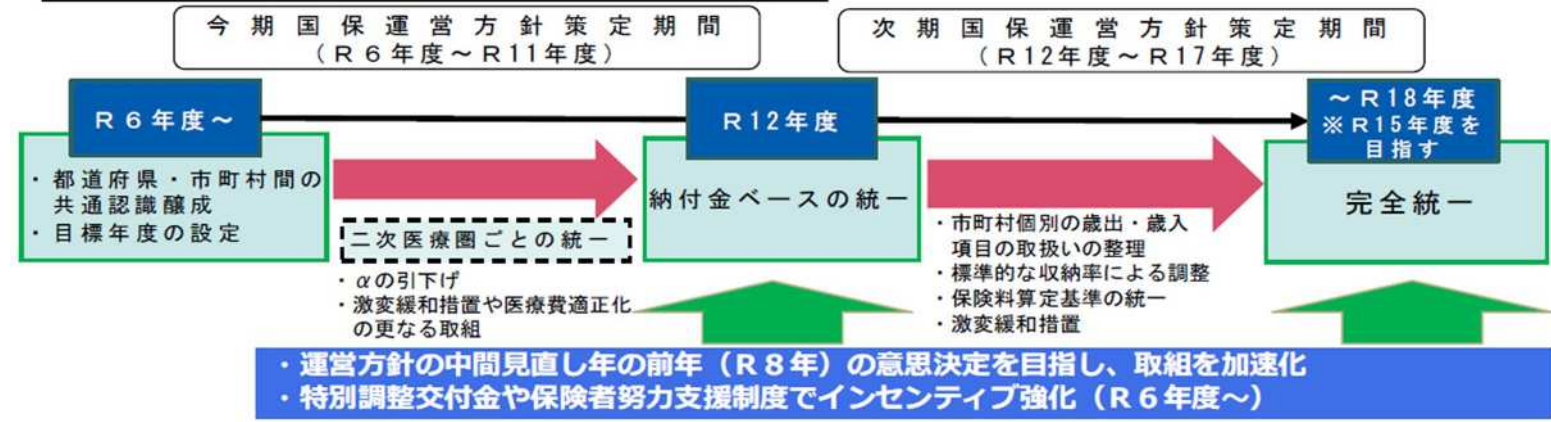 今期国保運営方針策定期間
(R6年度～R11年度)
次期国保運営方針策定期間
(R12年度～R17年度)
R6年度～
・都道府県・市町村間の
共通認識醸成
・目標年度の設定
二次医療圏ごとの統一
・αの引下げ
・激変緩和措置や医療費適正化
の更なる取組
R12年度
納付金ベースの統一
・市町村個別の歳出・歳入
項目の取扱いの整理
・標準的な収納率による調整
・保険料算定基準の統一
・激変緩和措置
～R18年度
※R15年度を
目指す
完全統一
・運営方針の中間見直し年の前年（R8年）の意思決定を目指し、取組を加速化
・特別調整交付金や保険者努力支援制度でインセンティブ強化（R6年度～）